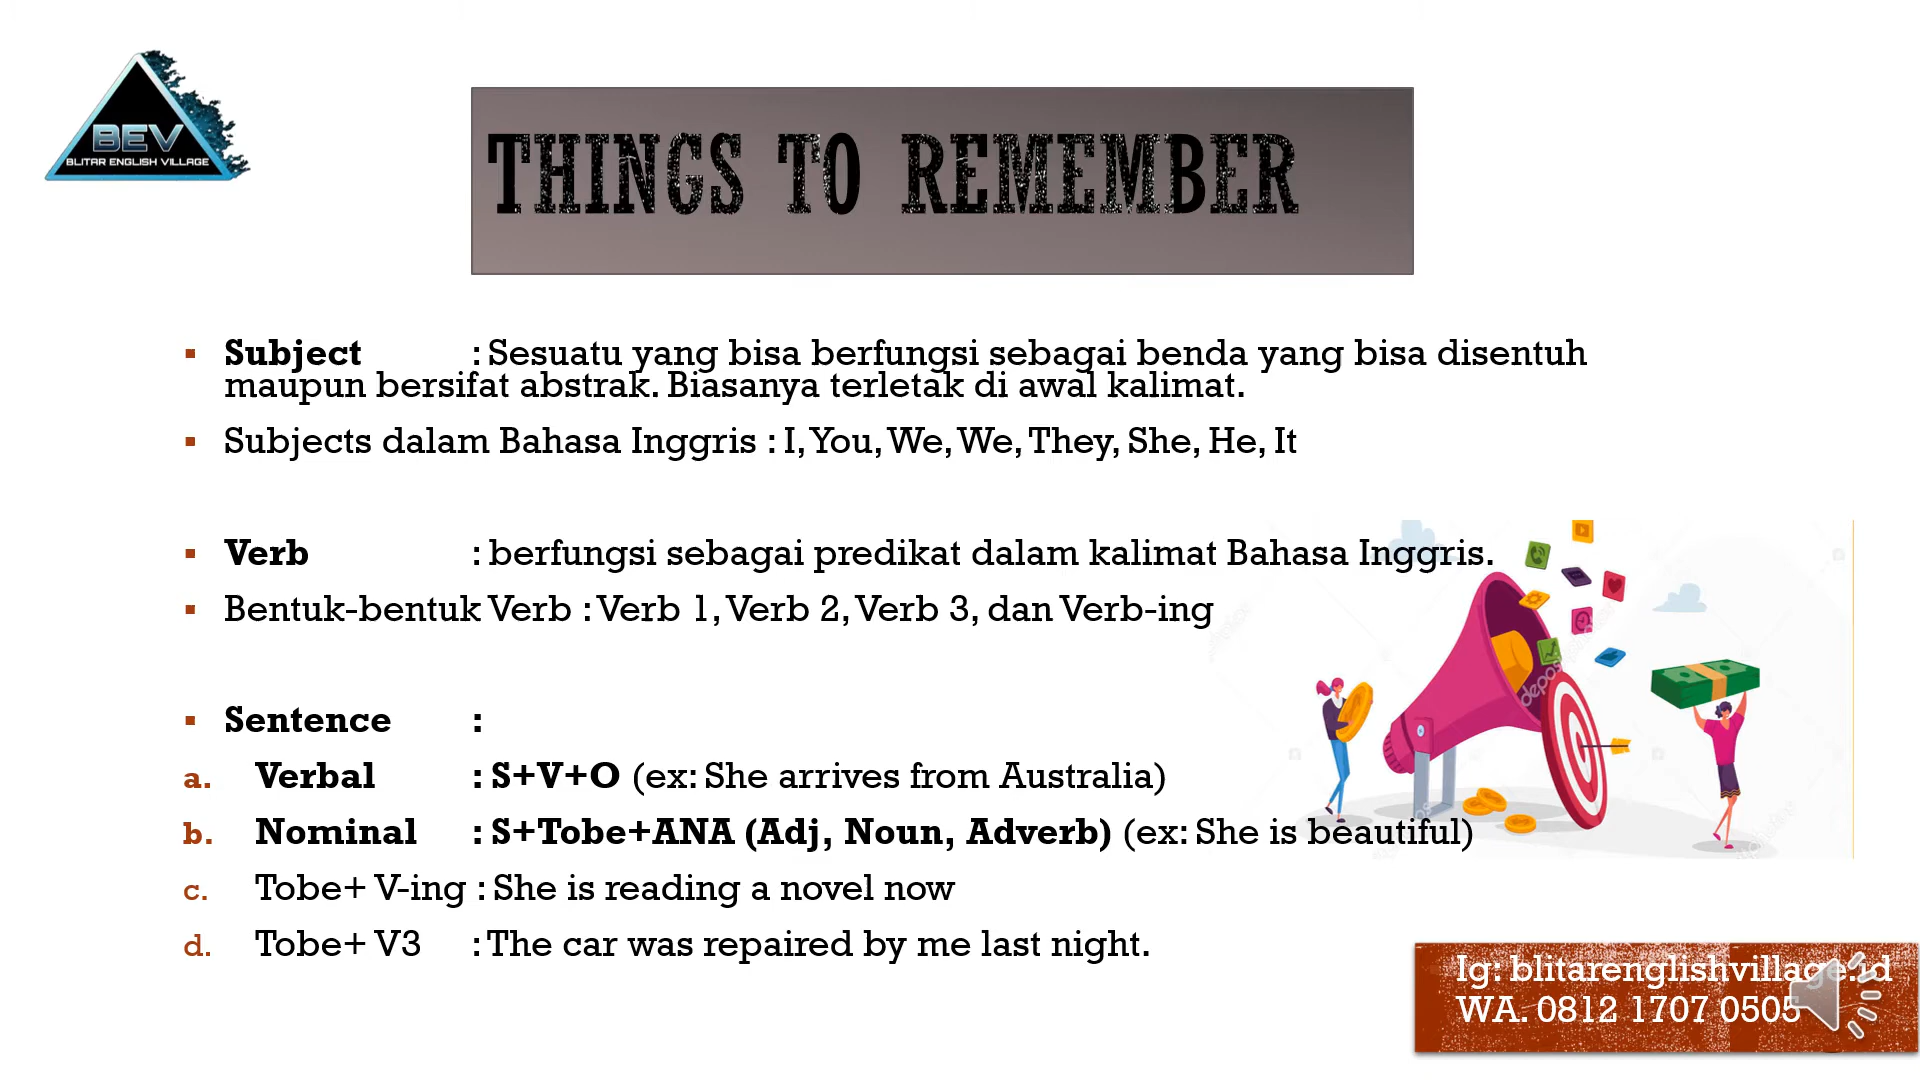 BEV
BLITAR ENGLISH VILLAGE
THINGS TO REMEMBER
▪ Subject : Sesuatu yang bisa berfungsi sebagai benda yang bisa disentuh
maupun bersifat abstrak. Biasanya terletak di awal kalimat.
▪ Subjects dalam Bahasa Inggris : I, You, We, We, They, She, He, It
▪ Verb : berfungsi sebagai predikat dalam kalimat Bahasa Inggris.
▪ Bentuk-bentuk Verb : Verb 1, Verb 2, Verb 3, dan Verb-ing
▪ Sentence :
a. Verbal : S+V+O (ex: She arrives from Australia)
b. Nominal : S+Tobe+ANA (Adj, Noun, Adverb) (ex: She is beautiful)
c. Tobe+ V-ing : She is reading a novel now
d. Tobe+ V3 : The car was repaired by me last night.
Ig: blitarenglishvillage.id
WA. 0812 1707 0505